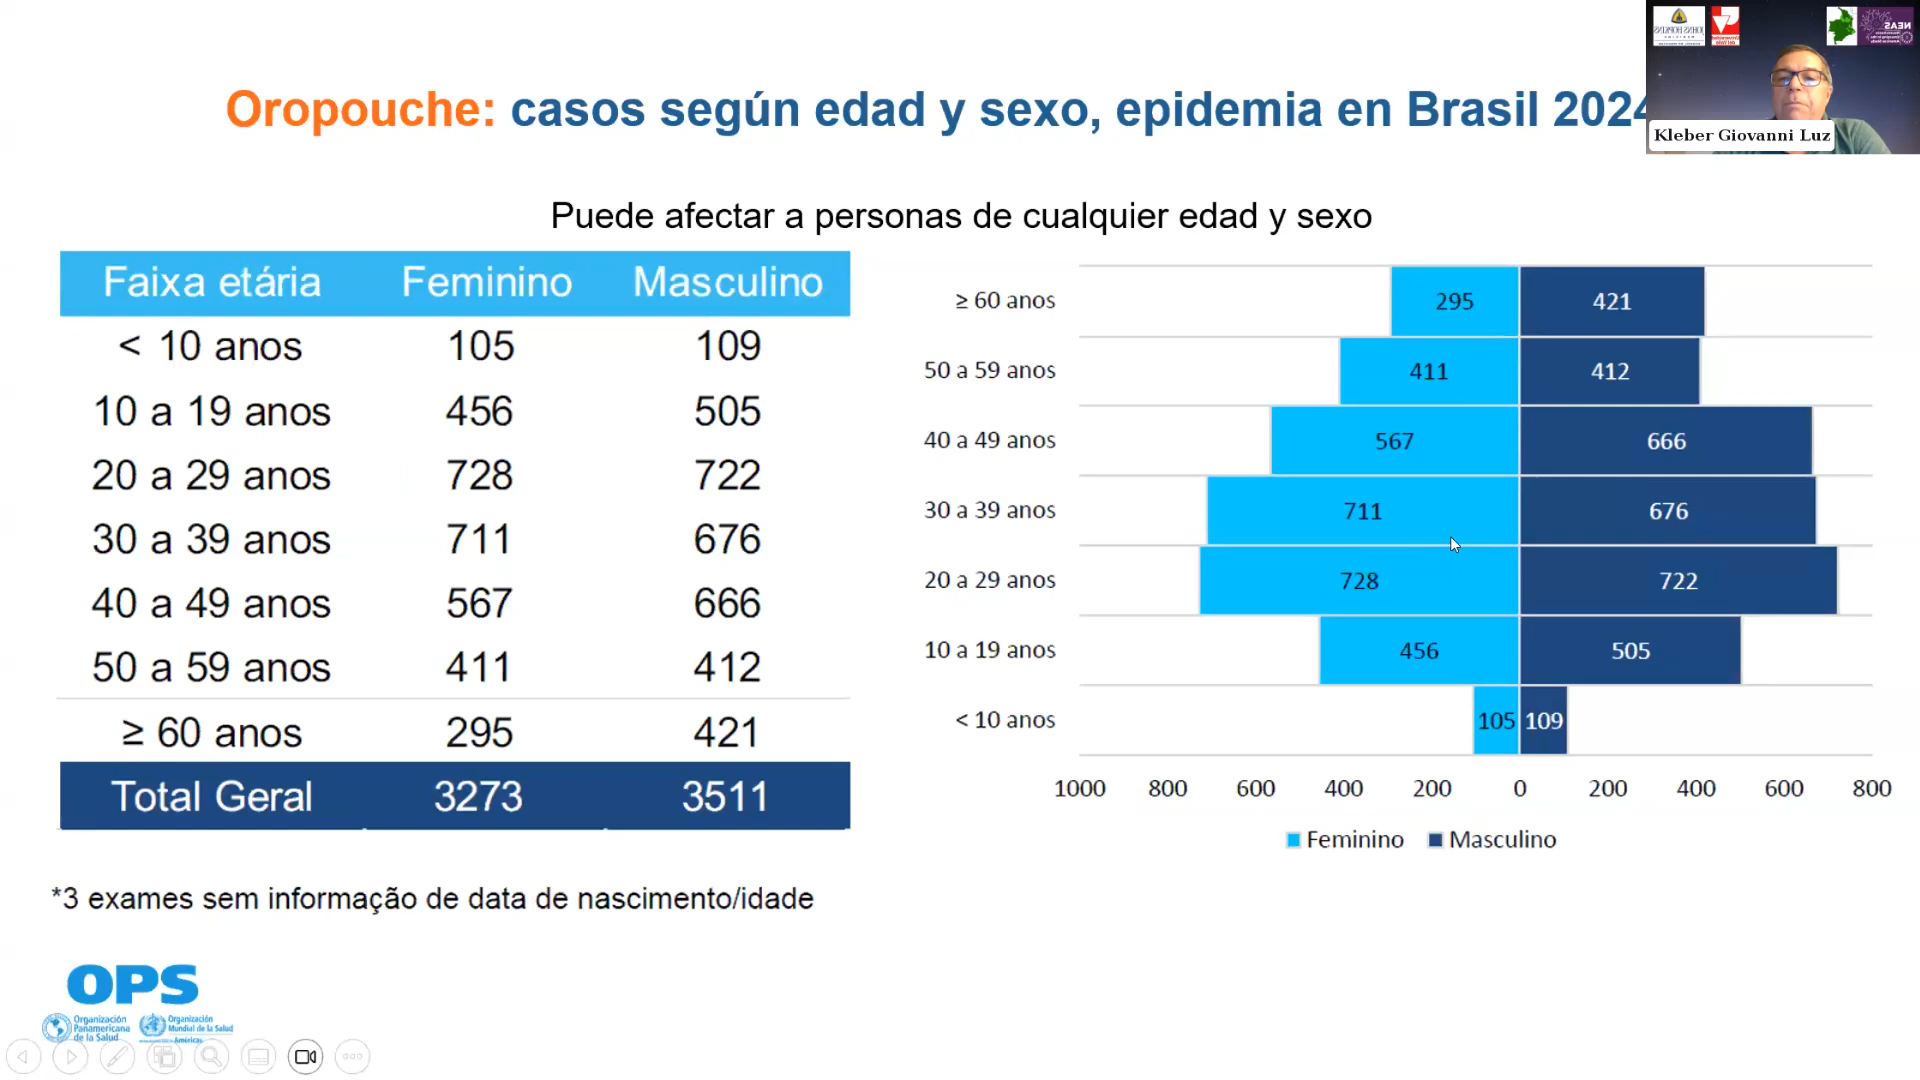 Oropouche: casos según edad y sexo, epidemia en Brasil 2024
Kleber Giovanni Luz
Puede afectar a personas de cualquier edad y sexo
Faixa etária Feminino Masculino
< 10 anos 105 109
10 a 19 anos 456 505
20 a 29 anos 728 722
30 a 39 anos 711 676
40 a 49 anos 567 666
50 a 59 anos 411 412
≥ 60 anos 295 421
Total Geral 3273 3511
*3 exames sem informação de data de nascimento/idade
≥ 60 anos 295 421
50 a 59 anos 411 412
40 a 49 anos 567 666
30 a 39 anos 711 676
20 a 29 anos 728 722
10 a 19 anos 456 505
< 10 anos 105 109
1000 800 600 400 200 0 200 400 600 800
Feminino Masculino
OPS
Organización
Panamericana
de la Salud
Organización
Mundial de la Salud
Américas
NEAS
JOHNS HOPKINS